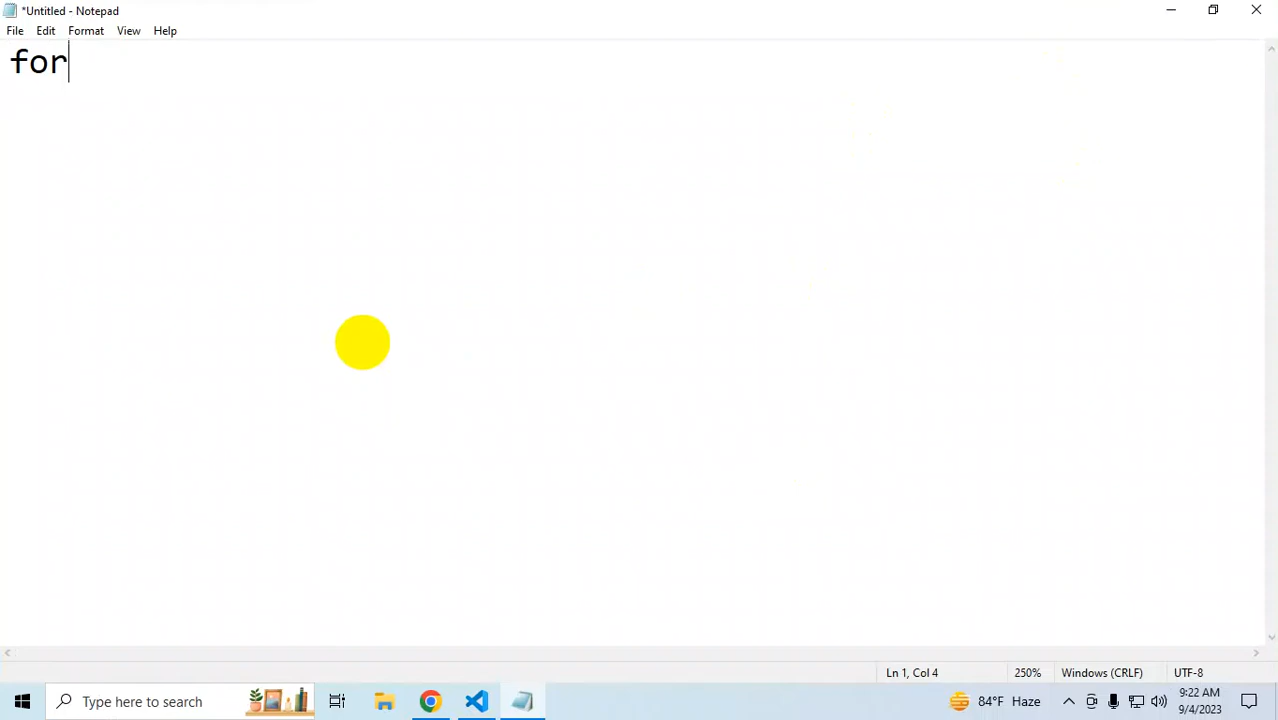 *Untitled - Notepad
File Edit Format View Help
for
Ln 1, Col 4 250% Windows (CRLF) UTF-8
Type here to search 84°F Haze 9:22 AM
9/4/2023